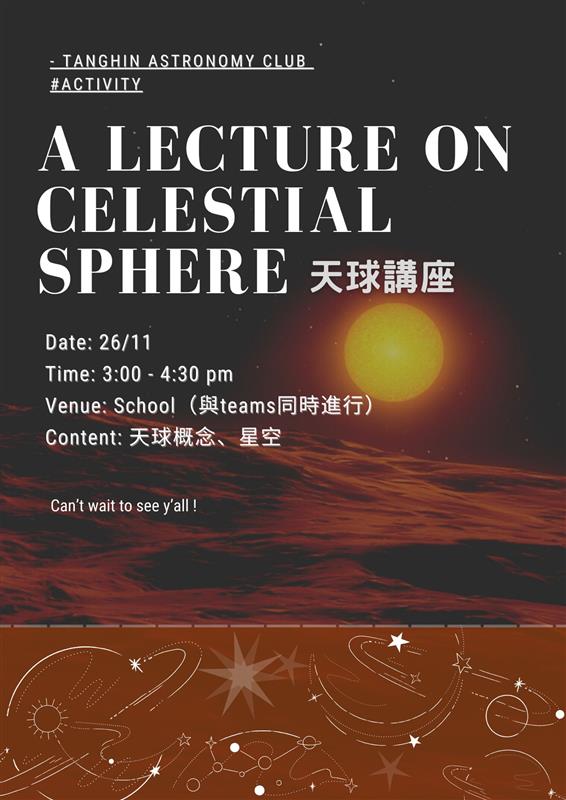 - TANGHIN ASTRONOMY CLUB
#ACTIVITY
A LECTURE ON
CELESTIAL
SPHERE 天球講座
Date: 26/11
Time: 3:00 - 4:30 pm
Venue: School（與teams同時進行）
Content: 天球概念、星空
Can't wait to see y'all !